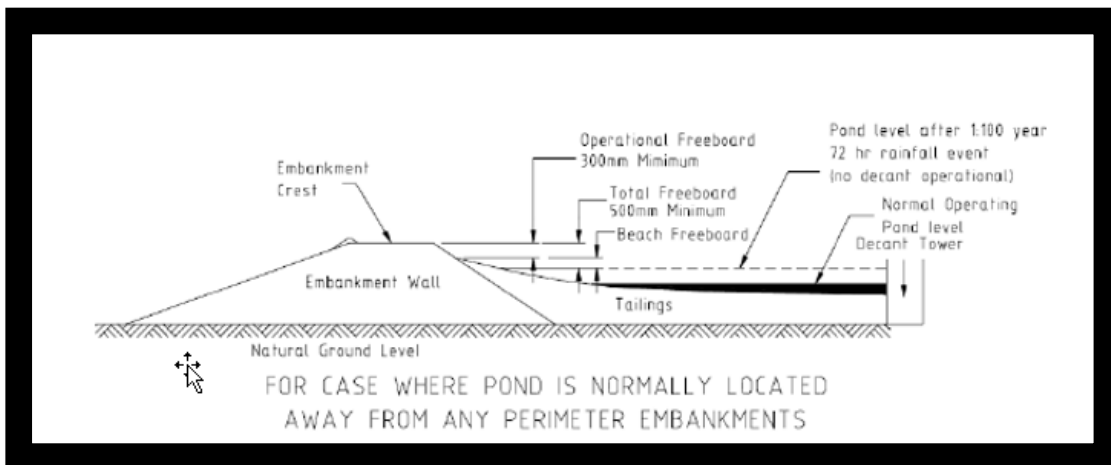 Operational Freeboard
300mm Minimum
Pond level after 1:100 year
72 hr rainfall event
(no decant operational)
Embankment
Crest
Total Freeboard
500mm Minimum
Normal Operating
Pond level
Beach Freeboard
Decant Tower
Embankment Wall
Tailings
Natural Ground Level
FOR CASE WHERE POND IS NORMALLY LOCATED
AWAY FROM ANY PERIMETER EMBANKMENTS